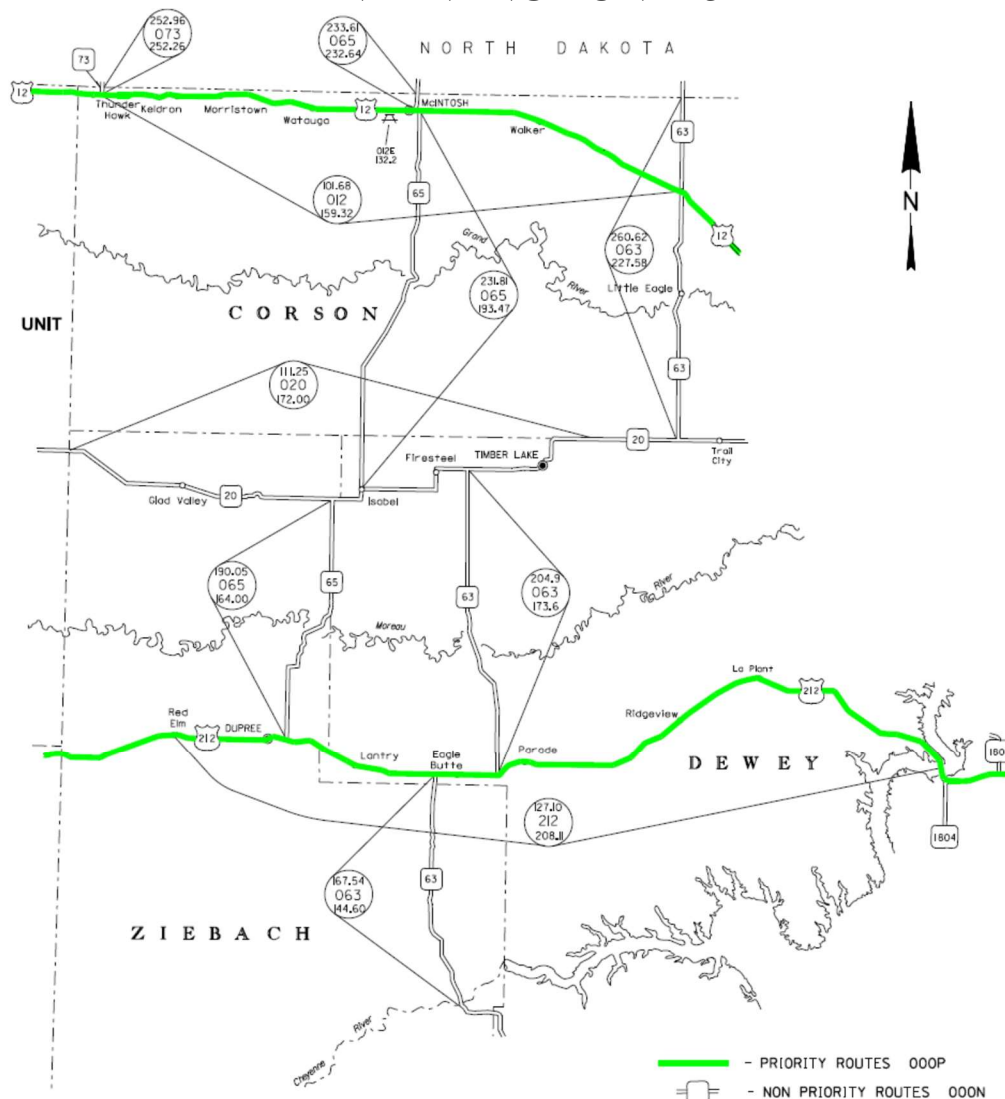 252.96
073
252.26
233.61
065
232.64
NORTH DAKOTA
73
12
Thunder
Hawk
Keldron
Morristown
Watauga
12
McINTOSH
012E
132.2
Walker
63
N
65
101.68
012
159.32
12
Grand
River
260.62
063
227.58
Little Eagle
231.81
065
193.47
CORSON
UNIT
63
111.25
020
172.00
20
Trail
City
Firesteel
TIMBER LAKE
Glad Valley
20
Isabel
190.05
065
164.00
65
63
204.9
063
173.6
River
Moreau
La Plant
212
Ridgeview
Red
Elm
212
DUPREE
Lantry
Eagle
Butte
Parade
DEWEY
180
127.10
212
208.11
1804
167.54
063
144.60
63
ZIEBACH
River
Cheyenne
- PRIORITY ROUTES 000P
- NON PRIORITY ROUTES 000N